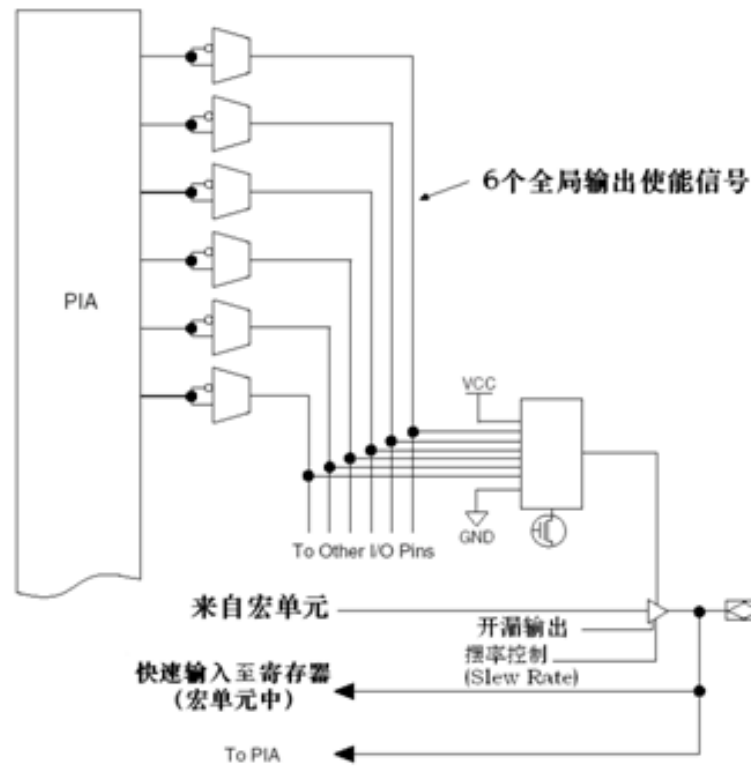 6个全局输出使能信号
PIA
VCC
GND
To Other I/O Pins
来自宏单元
开漏输出
摆率控制
(Slew Rate)
快速输入至寄存器
(宏单元中)
To PIA